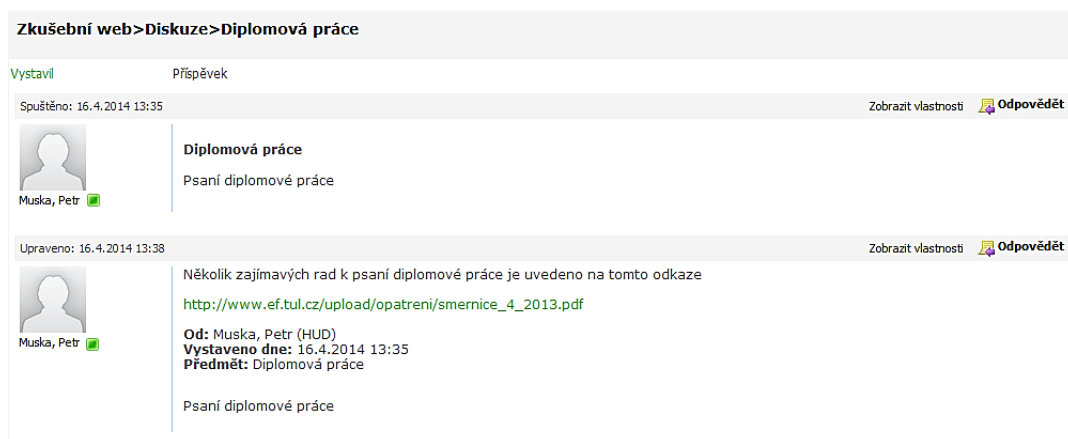 Zkušební web>Diskuze>Diplomová práce
Vystavil Příspěvek
Spuštěno: 16.4.2014 13:35 Zobrazit vlastnosti Odpovědět
Diplomová práce
Psaní diplomové práce
Muska, Petr
Upraveno: 16.4.2014 13:38 Zobrazit vlastnosti Odpovědět
Několik zajímavých rad k psaní diplomové práce je uvedeno na tomto odkaze
http://www.ef.tul.cz/upload/opatreni/smernice_4_2013.pdf
Muska, Petr
Od: Muska, Petr (HUD)
Vystaveno dne: 16.4.2014 13:35
Předmět: Diplomová práce
Psaní diplomové práce